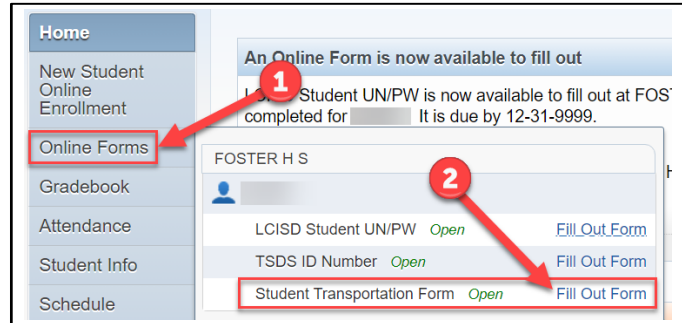 Home
New Student
Online
Enrollment
Online Forms
Gradebook
Attendance
Student Info
Schedule
An Online Form is now available to fill out
1
LCISD Student UN/PW is now available to fill out at FOS
completed for It is due by 12-31-9999.
H
FOSTER H S
2
LCISD Student UN/PW Open Fill Out Form
TSDS ID Number Open Fill Out Form
Student Transportation Form Open Fill Out Form